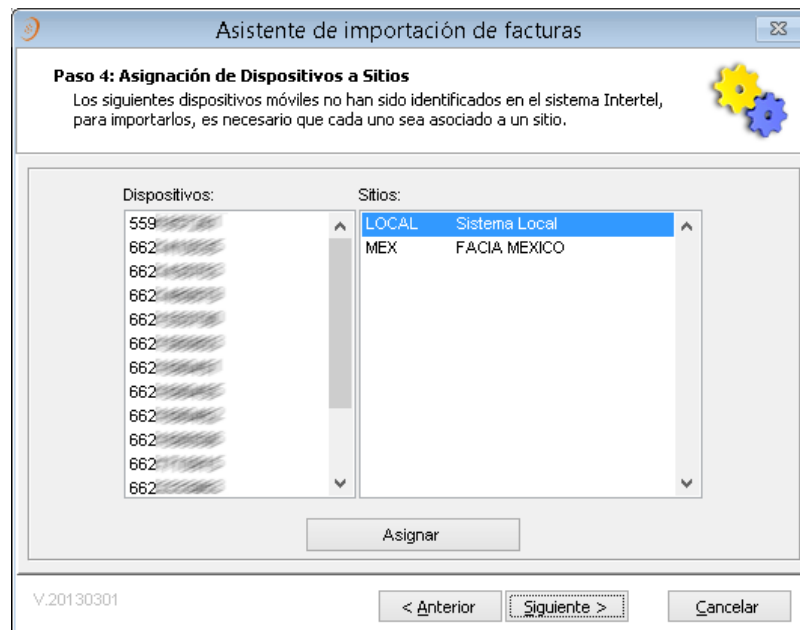 Asistente de importación de facturas
Paso 4: Asignación de Dispositivos a Sitios
Los siguientes dispositivos móviles no han sido identificados en el sistema Intertel,
para importarlos, es necesario que cada uno sea asociado a un sitio.
Dispositivos: Sitios:
559 LOCAL Sistema Local
662 MEX FACIA MEXICO
662
662
662
662
662
662
662
662
662
662
Asignar
V.20130301 < Anterior Siguiente > Cancelar